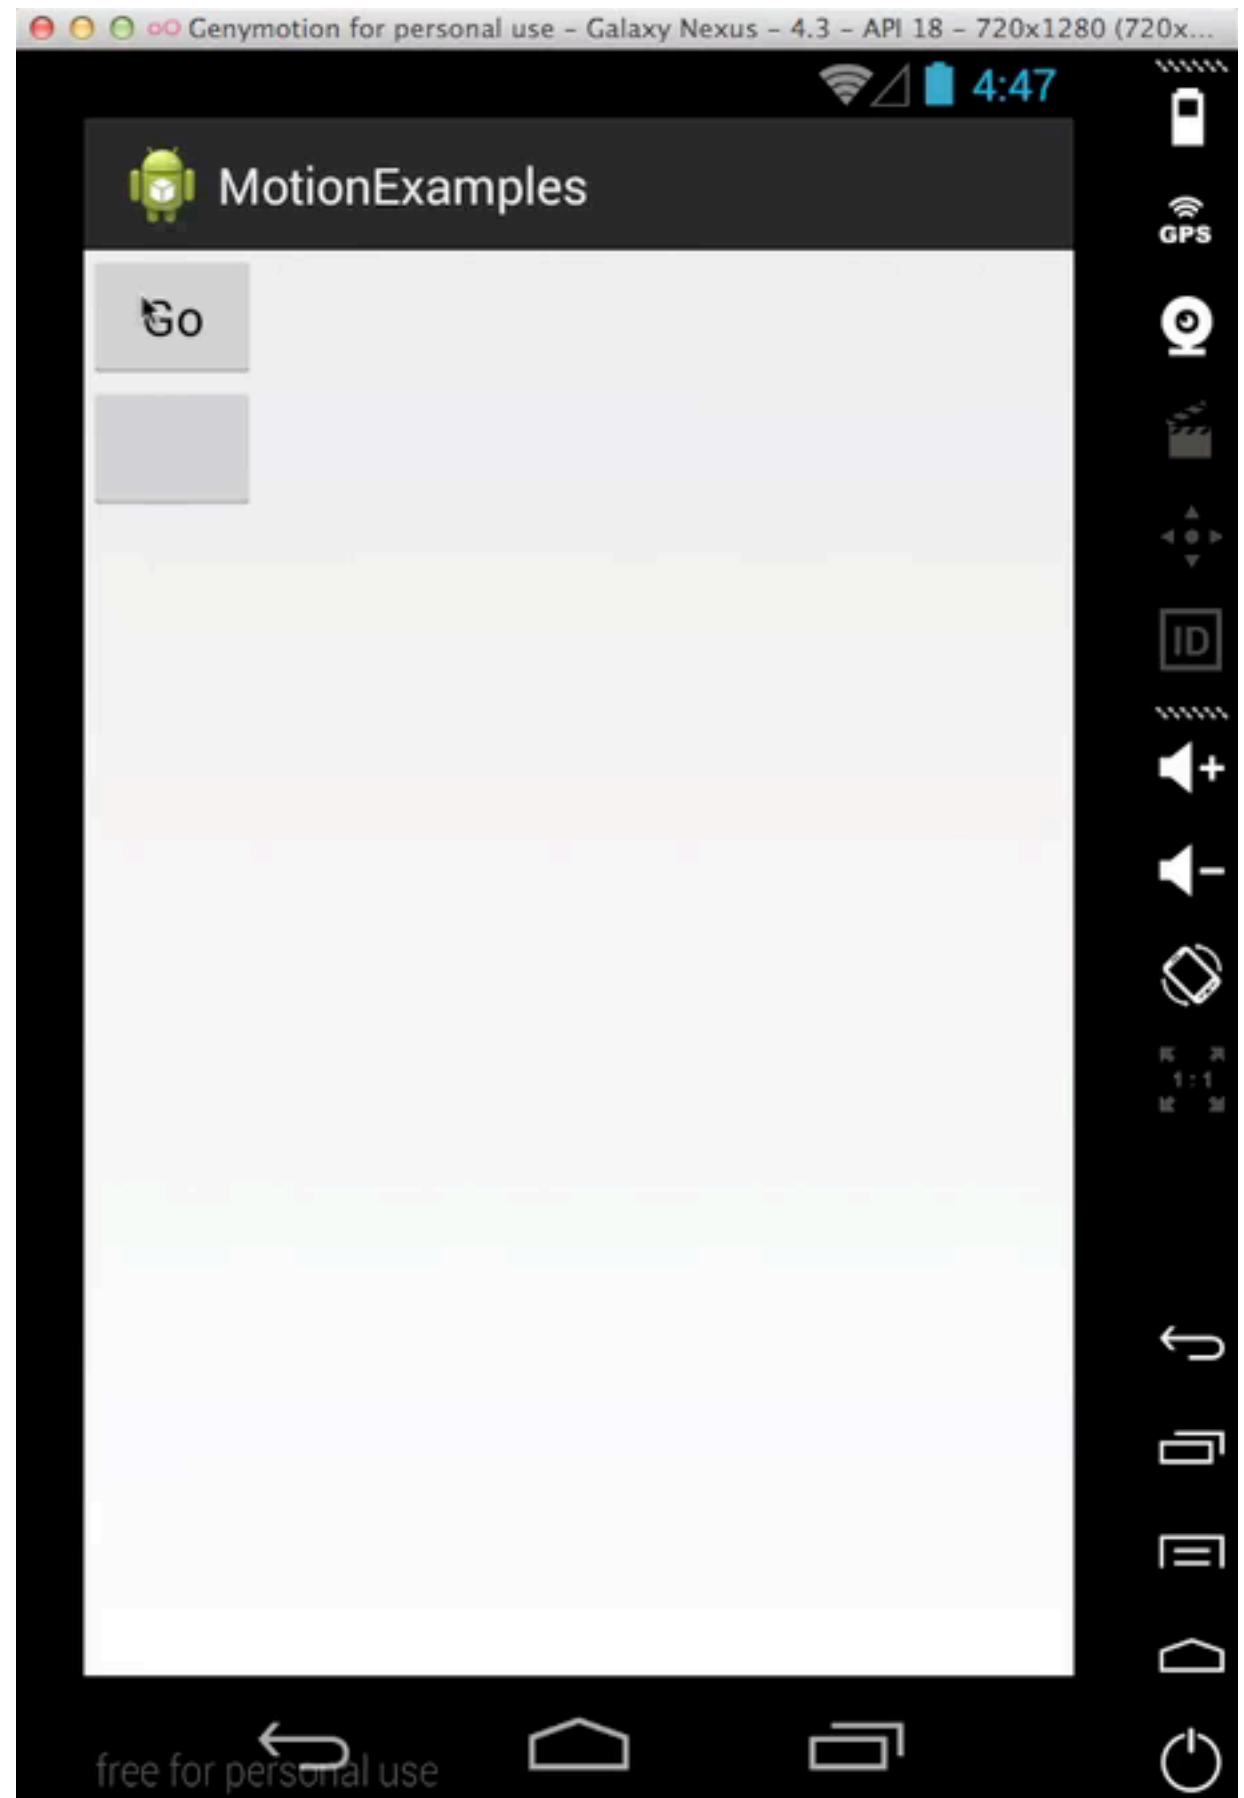 Genymotion for personal use – Galaxy Nexus – 4.3 – API 18 – 720x1280 (720x...
4:47
MotionExamples
GPS
Go
ID
1:1
free for personal use